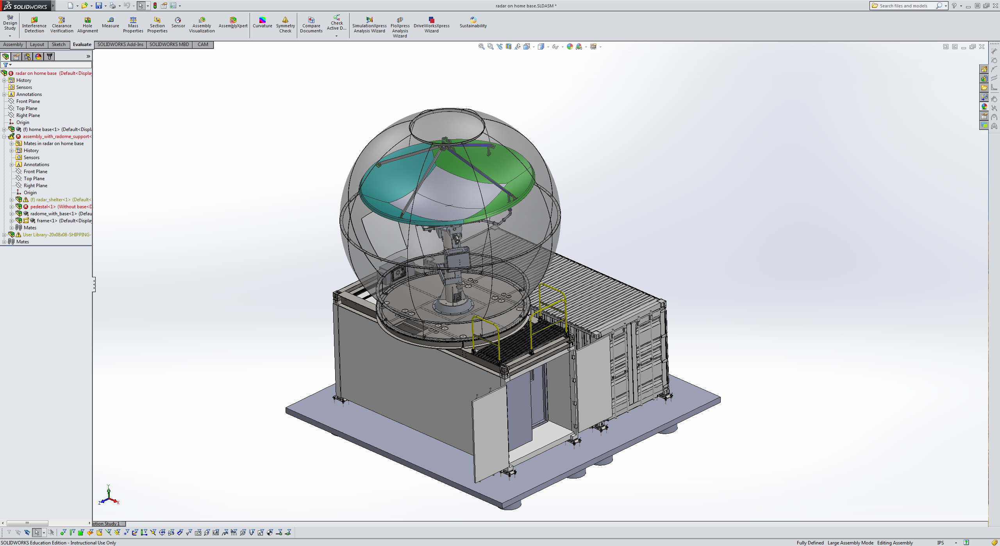 SOLIDWORKS
radar on home base.SLDASM *
Search files and models
Design Study
Interference Detection
Clearance Verification
Hole Alignment
Measure
Mass Properties
Section Properties
Sensor
Assembly Visualization
AssemblyXpert
Curvature
Symmetry Check
Compare Documents
Check Active D...
SimulationXpress Analysis Wizard
FloXpress Analysis Wizard
DriveWorksXpress Wizard
Sustainability
Assembly
Layout
Sketch
Evaluate
SOLIDWORKS Add-Ins
SOLIDWORKS MBD
CAM
radar on home base (Default<Display
History
Sensors
Annotations
Front Plane
Top Plane
Right Plane
Origin
(f) home base<1> (Default<Displ
assembly_with_radome_support<
Mates in radar on home base
History
Sensors
Annotations
Front Plane
Top Plane
Right Plane
Origin
(f) radar_shelter<1> (Default<
pedestal<1> (Without base<D
radome_with_base<1> (Defau
frame<1> (Default<Display
Mates
User Library-20x08x08-SHIPPING-
Mates
Y
Z
X
otion Study 1
SOLIDWORKS Education Edition - Instructional Use Only
Fully Defined
Large Assembly Mode
Editing Assembly
IPS